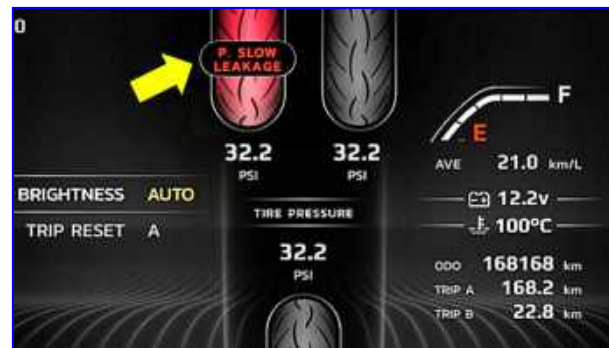 0
P. SLOW
LEAKAGE
32.2
PSI
32.2
PSI
TIRE PRESSURE
32.2
PSI
BRIGHTNESS AUTO
TRIP RESET A
F
E
AVE 21.0 km/L
12.2v
100°C
ODO 168168 km
TRIP A 168.2 km
TRIP B 22.8 km